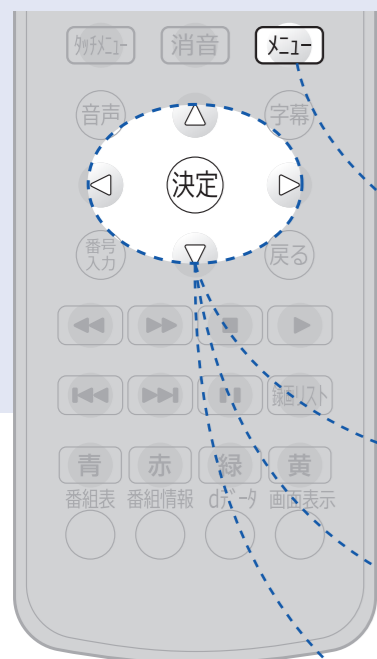 タッチメニュー 消音 メニュー
音声 字幕
決定
番号
入力 戻る
録画リスト
青 赤 緑 黄
番組表 番組情報 dデータ 画面表示